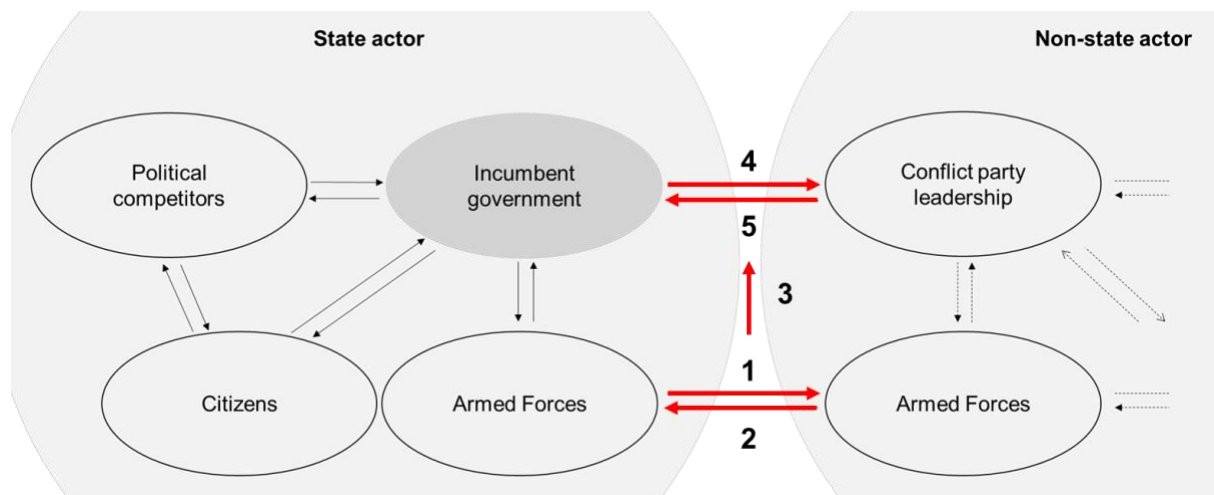 State actor
Non-state actor
Political
competitors
Incumbent
government
4
5
Conflict party
leadership
3
Citizens
Armed Forces
1
2
Armed Forces